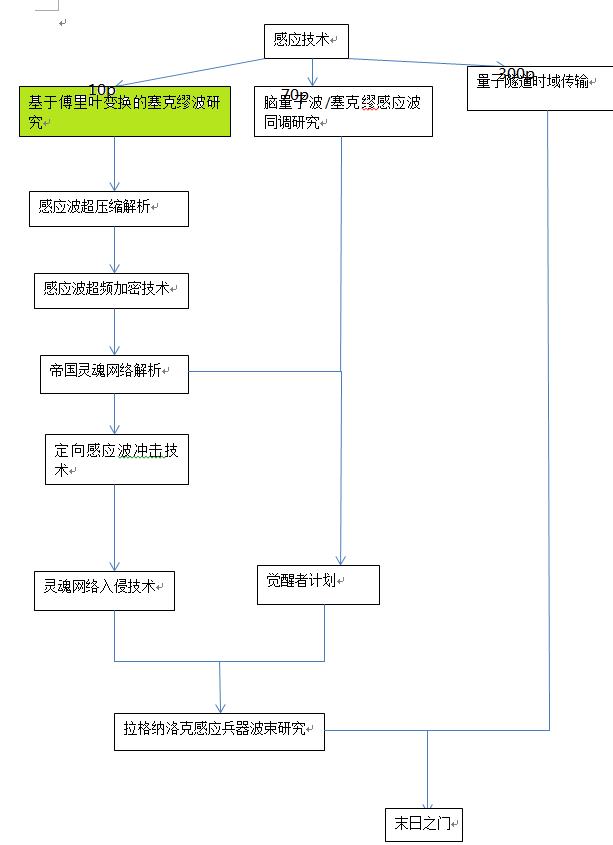 感应技术
10p
70p
200p
基于傅里叶变换的塞克缪波研
究
脑量子波/塞克缪感应波
同调研究
量子隧道时域传输
感应波超压缩解析
感应波超频加密技术
帝国灵魂网络解析
定向感应波冲击技
术
灵魂网络入侵技术
觉醒者计划
拉格纳洛克感应兵器波束研究
末日之门